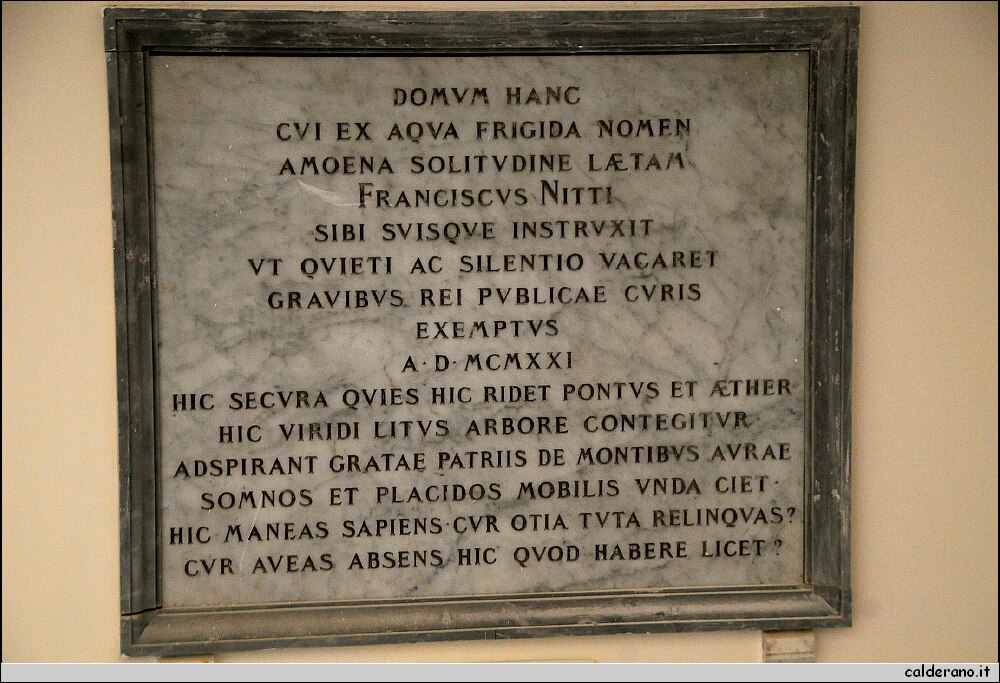 DOMVM HANC
CVI EX AQVA FRIGIDA NOMEN
AMOENA SOLITVDINE LÆTAM
FRANCISCVS NITTI
SIBI SVISQVE INSTRVXIT
VT QVIETI AC SILENTIO VACARET
GRAVIBVS REI PVBLICAE CVRIS
EXEMPTVS
A·D·MCMXXI
HIC SECVRA QVIES HIC RIDET PONTVS ET ÆTHER
HIC VIRIDI LITVS ARBORE CONTEGITVR·
ADSPIRANT GRATAE PATRIIS DE MONTIBVS AVRAE
SOMNOS ET PLACIDOS MOBILIS VNDA CIET·
HIC MANEAS SAPIENS·CVR OTIA TVTA RELINQVAS?
CVR AVEAS ABSENS HIC QVOD HABERE LICET?
calderano.it